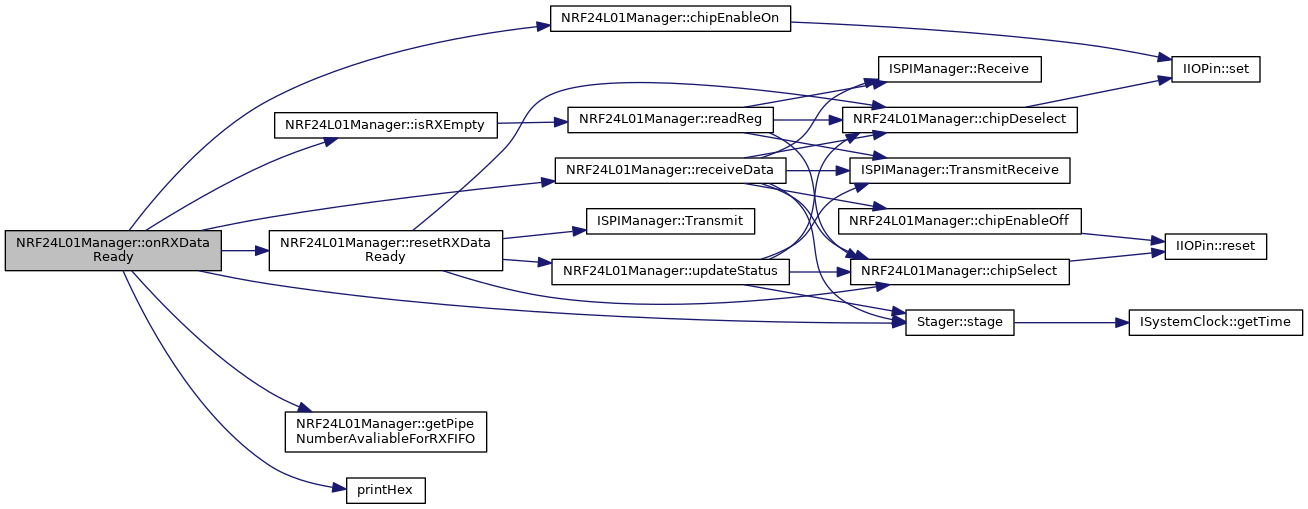 NRF24L01Manager::chipEnableOn
IIOPin::set
ISPIManager::Receive
NRF24L01Manager::isRXEmpty
NRF24L01Manager::readReg
NRF24L01Manager::chipDeselect
NRF24L01Manager::receiveData
ISPIManager::TransmitReceive
ISPIManager::Transmit
NRF24L01Manager::chipEnableOff
NRF24L01Manager::onRXData
Ready
NRF24L01Manager::resetRXData
Ready
IIOPin::reset
NRF24L01Manager::updateStatus
NRF24L01Manager::chipSelect
Stager::stage
ISystemClock::getTime
NRF24L01Manager::getPipe
NumberAvaliableForRXFIFO
printHex